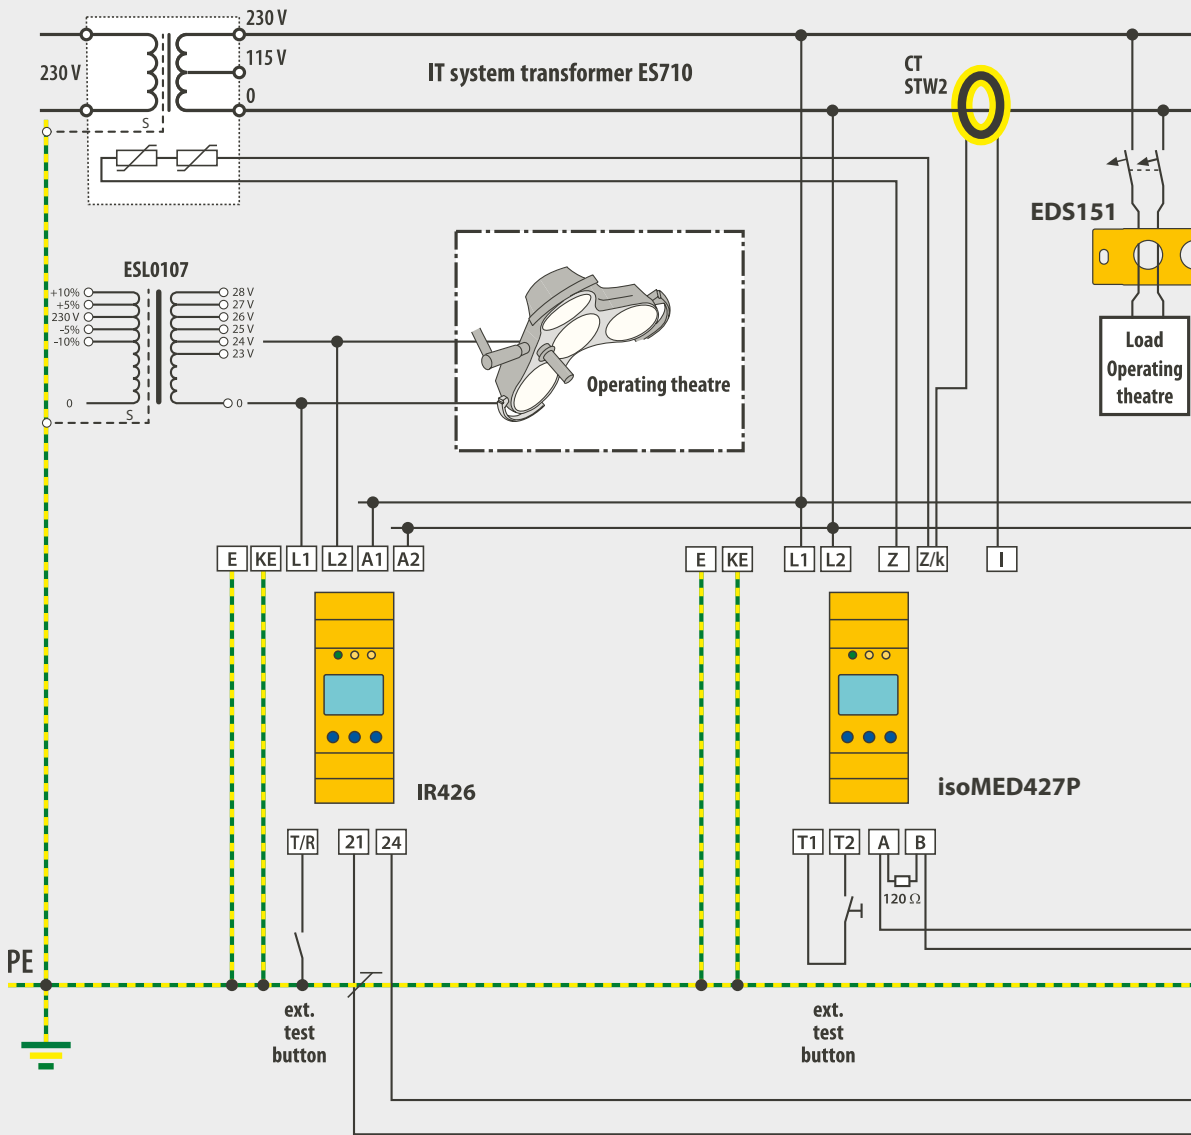 230 V
115 V
230 V
0
S
IT system transformer ES710
CT
STW2
EDS151
Load
Operating
theatre
ESL0107
+10%
+5%
230 V
-5%
-10%
0
S
28 V
27 V
26 V
25 V
24 V
23 V
0
Operating theatre
E KE L1 L2 A1 A2
E KE L1 L2 Z Z/k I
IR426
isoMED427P
T/R 21 24
T1 T2 A B
120 Ω
PE
ext.
test
button
ext.
test
button